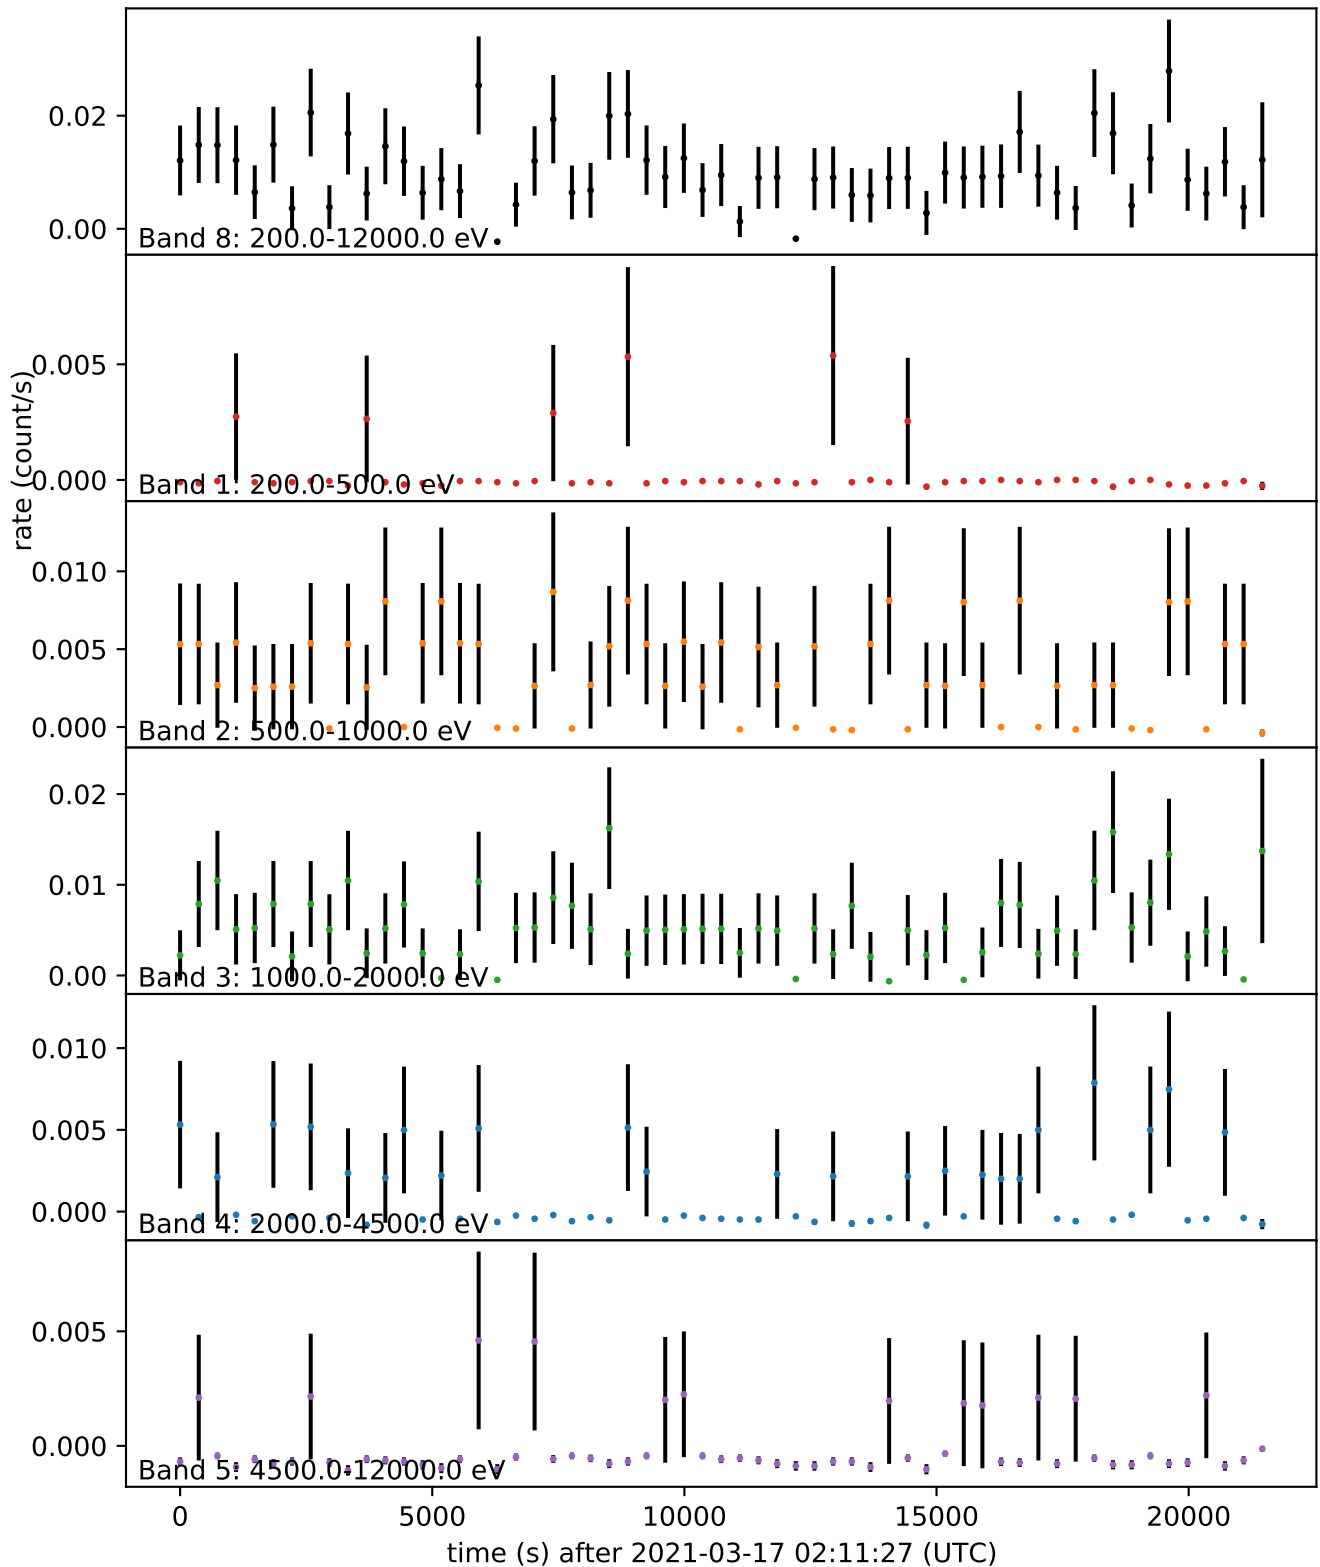 0.02
0.00
Band 8: 200.0-12000.0 eV
0.005
0.000
Band 1: 200.0-500.0 eV
rate (count/s)
0.010
0.005
0.000
Band 2: 500.0-1000.0 eV
0.02
0.01
0.00
Band 3: 1000.0-2000.0 eV
0.010
0.005
0.000
Band 4: 2000.0-4500.0 eV
0.005
0.000
Band 5: 4500.0-12000.0 eV
0 5000 10000 15000 20000
time (s) after 2021-03-17 02:11:27 (UTC)